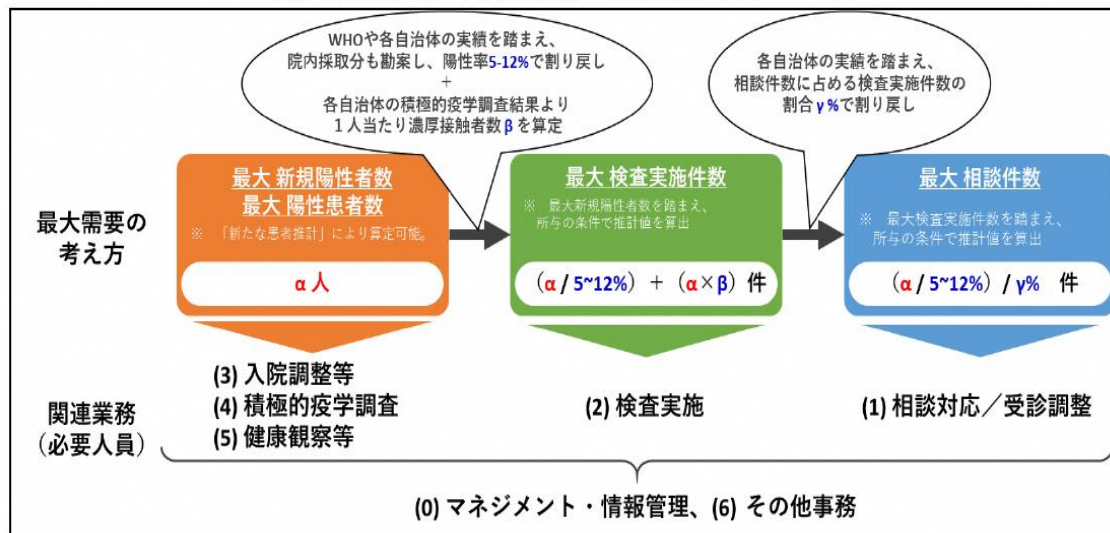 WHOや各自治体の実績を踏まえ、
院内採取分も勘案し、陽性率5-12%で割り戻し
+
各自治体の積極的疫学調査結果より
1人当たり濃厚接触者数βを算定
各自治体の実績を踏まえ、
相談件数に占める検査実施件数の
割合γ%で割り戻し
最大需要の
考え方
最大 新規陽性者数
最大 陽性患者数
※ 「新たな患者推計」により算定可能。
α人
最大 検査実施件数
※ 最大新規陽性者数を踏まえ、
所与の条件で推計値を算出
(α / 5~12%) + (α×β) 件
最大 相談件数
※ 最大検査実施件数を踏まえ、
所与の条件で推計値を算出
(α / 5~12%) / γ% 件
関連業務
(必要人員)
(3) 入院調整等
(4) 積極的疫学調査
(5) 健康観察等
(2) 検査実施
(1) 相談対応／受診調整
(0) マネジメント・情報管理、(6) その他事務